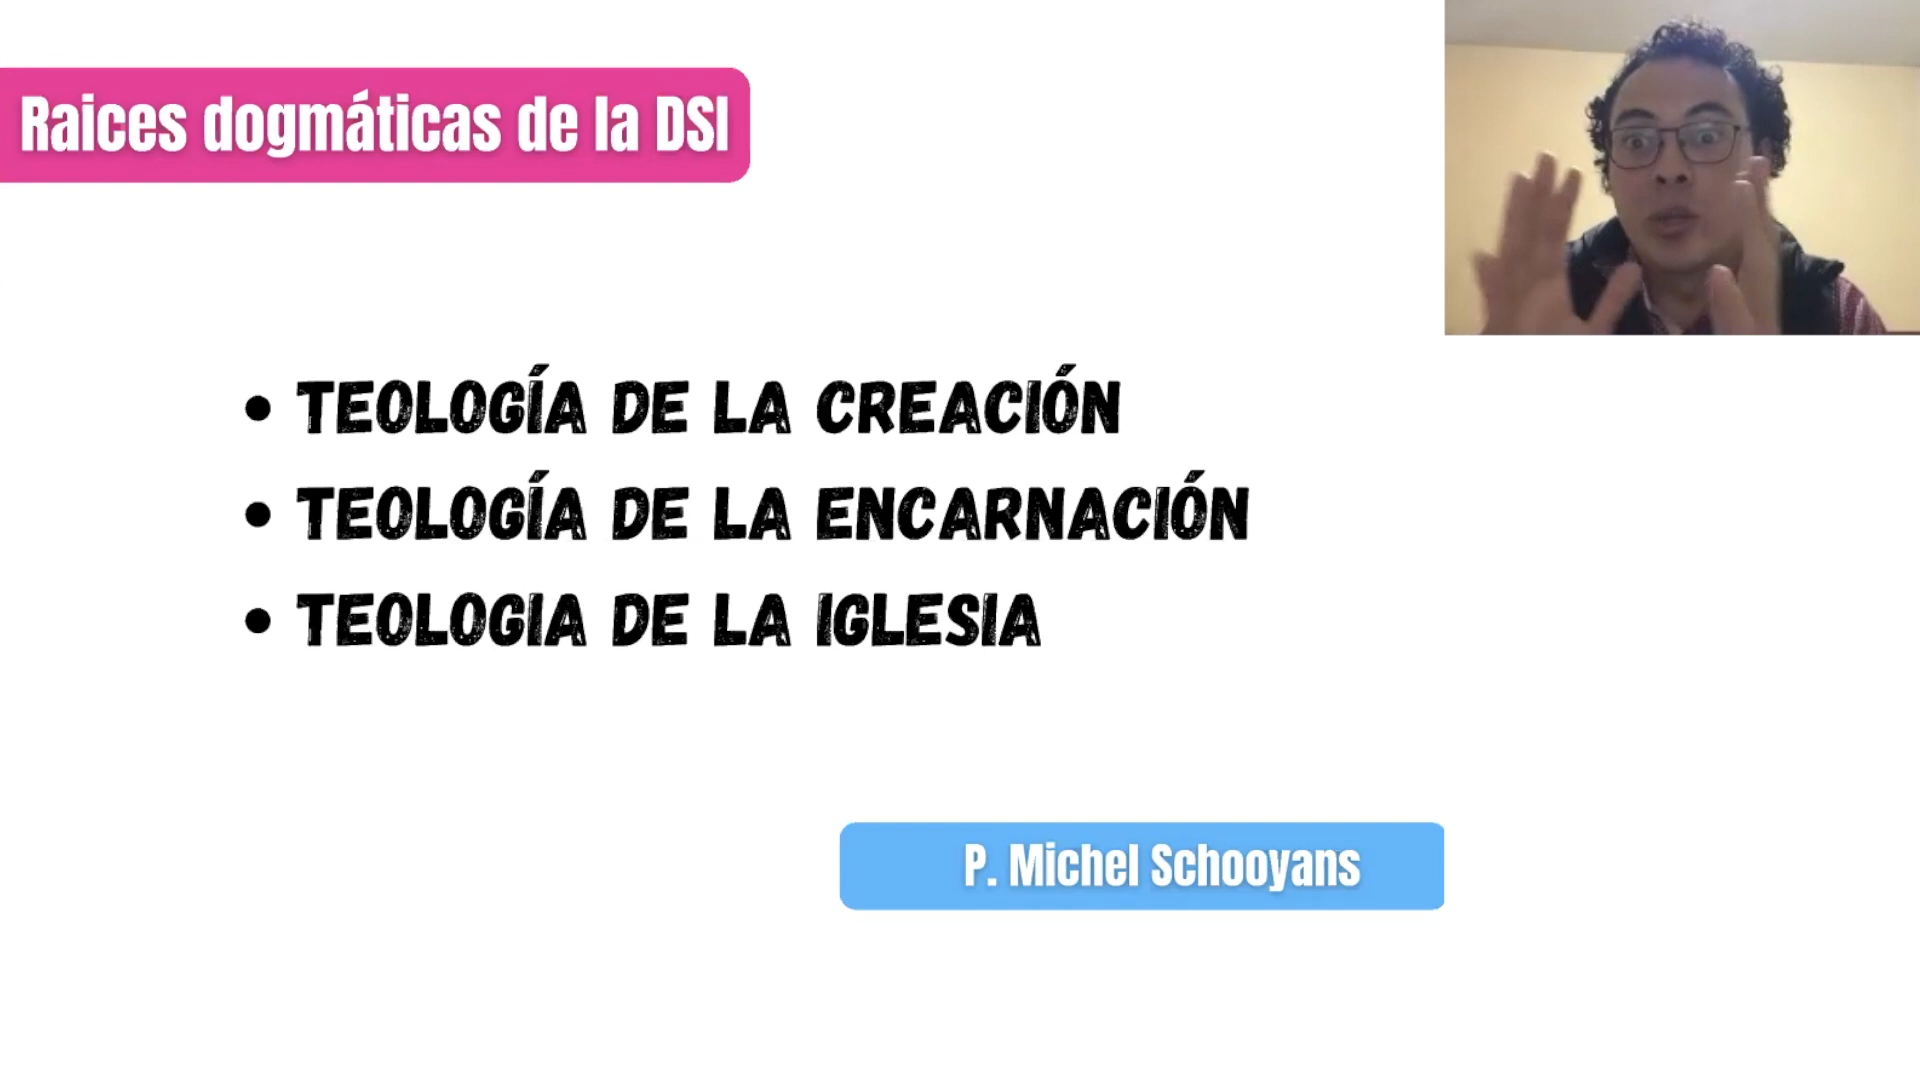 Raices dogmáticas de la DSI
• TEOLOGÍA DE LA CREACIÓN
• TEOLOGÍA DE LA ENCARNACIÓN
• TEOLOGIA DE LA IGLESIA
P. Michel Schooyans